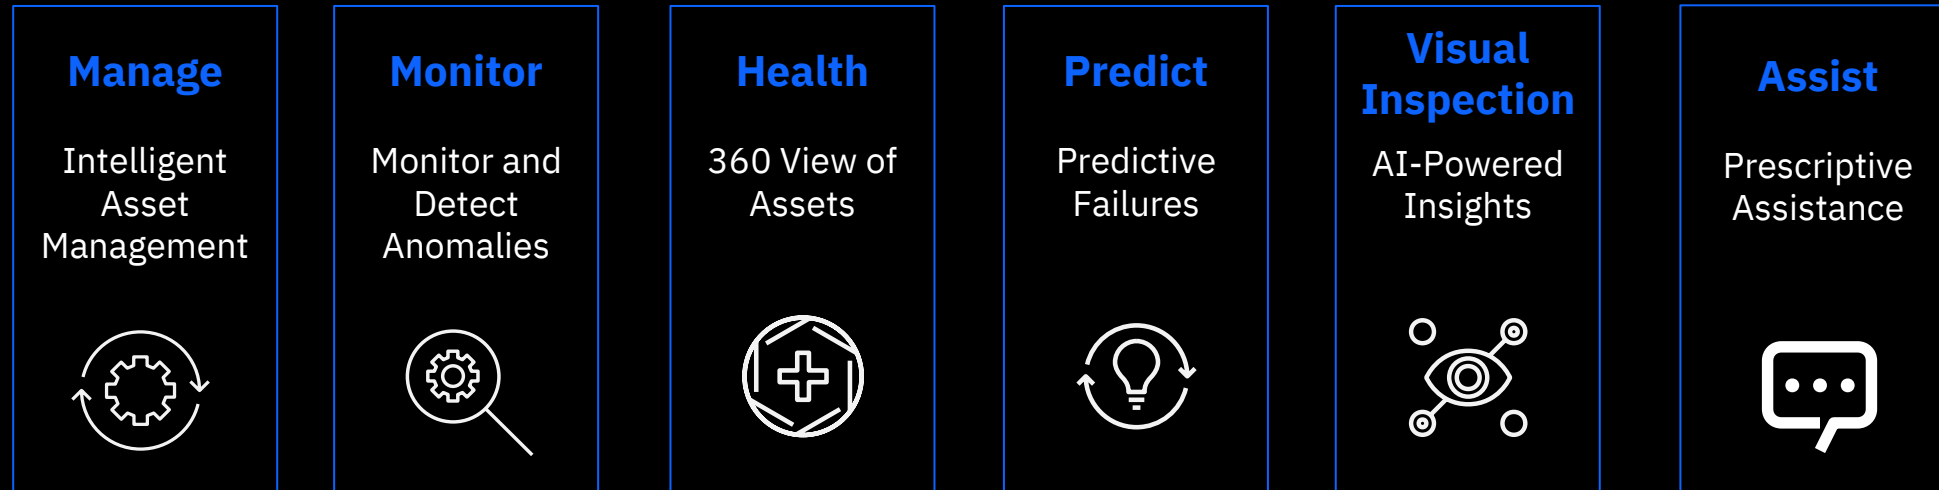 Manage
Intelligent
Asset
Management
Monitor
Monitor and
Detect
Anomalies
Health
360 View of
Assets
Predict
Predictive
Failures
Visual
Inspection
AI-Powered
Insights
Assist
Prescriptive
Assistance